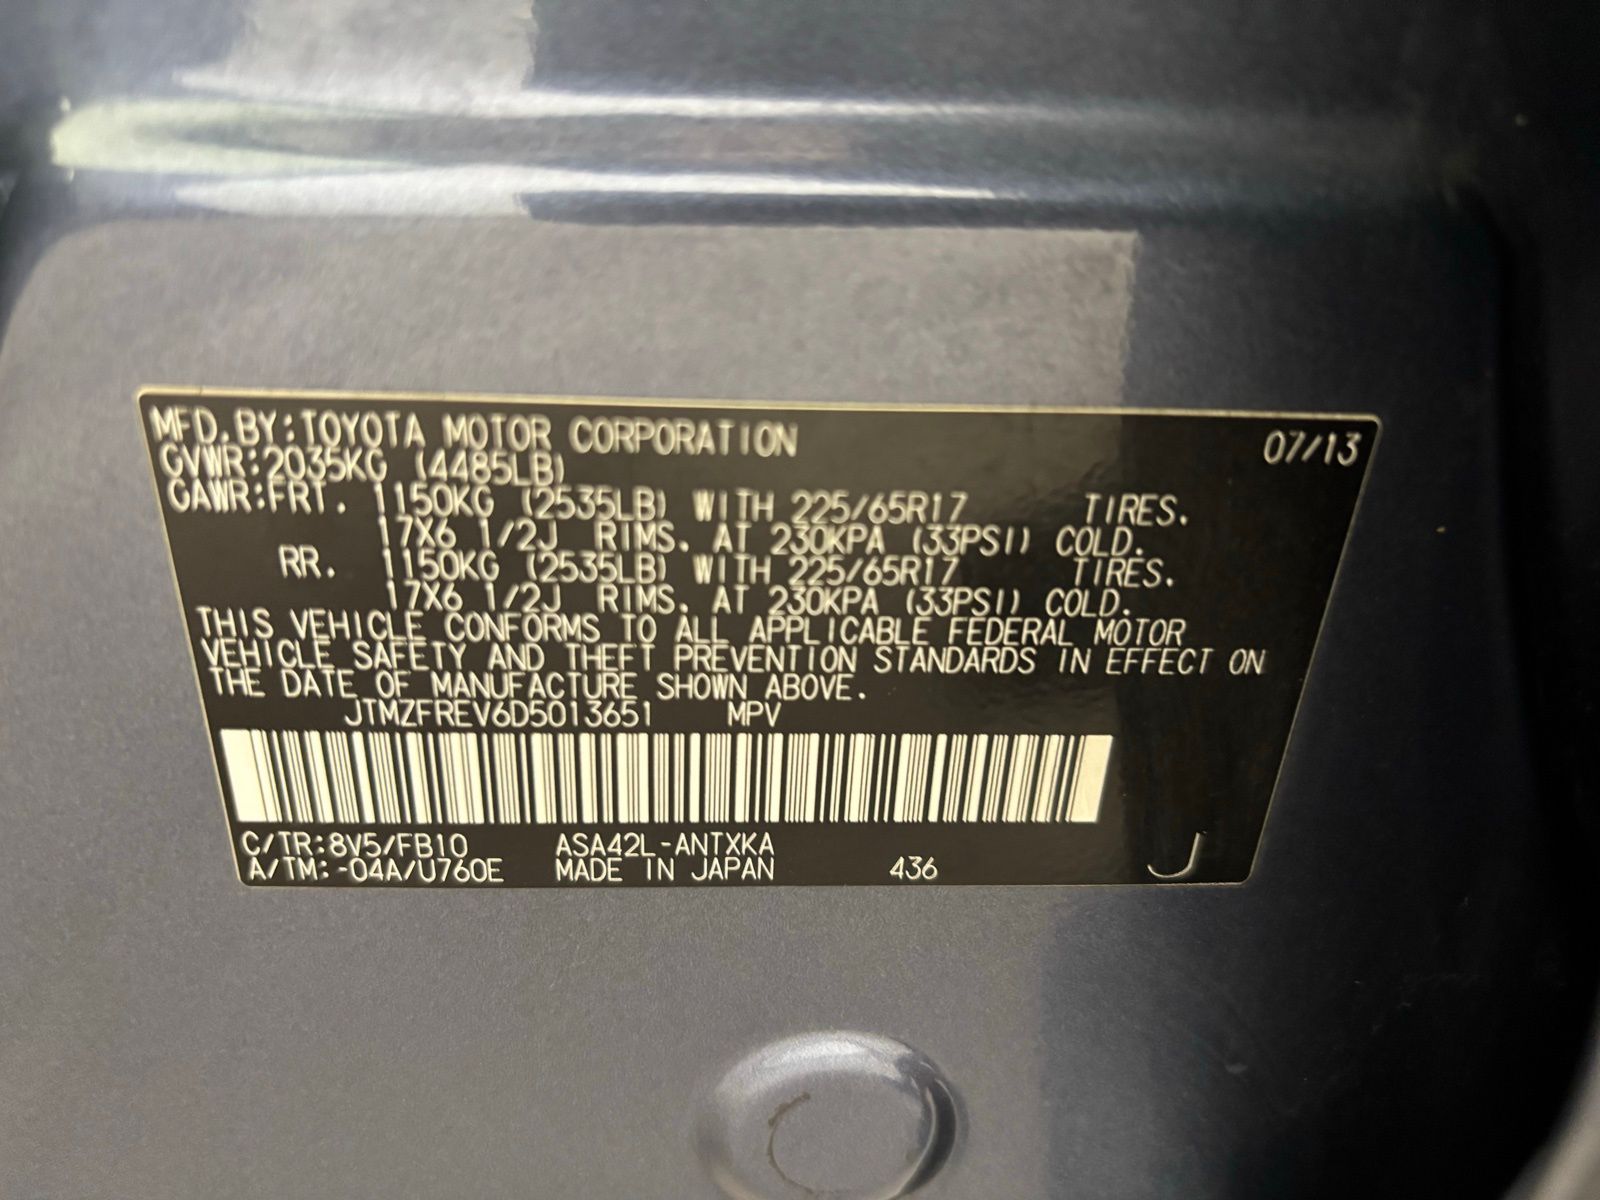 MFD.BY:TOYOTA MOTOR CORPORATION 07/13
GVWR:2035KG (4485LB)
GAWR:FRT. 1150KG (2535LB) WITH 225/65R17 TIRES.
17X6 1/2J RIMS. AT 230KPA (33PSI) COLD.
RR. 1150KG (2535LB) WITH 225/65R17 TIRES.
17X6 1/2J RIMS. AT 230KPA (33PSI) COLD.
THIS VEHICLE CONFORMS TO ALL APPLICABLE FEDERAL MOTOR
VEHICLE SAFETY AND THEFT PREVENTION STANDARDS IN EFFECT ON
THE DATE OF MANUFACTURE SHOWN ABOVE.
JTMZFREV6D5013651 MPV
C/TR:8V5/FB10 ASA42L-ANTXKA
A/TM:-04A/U760E MADE IN JAPAN 436 J